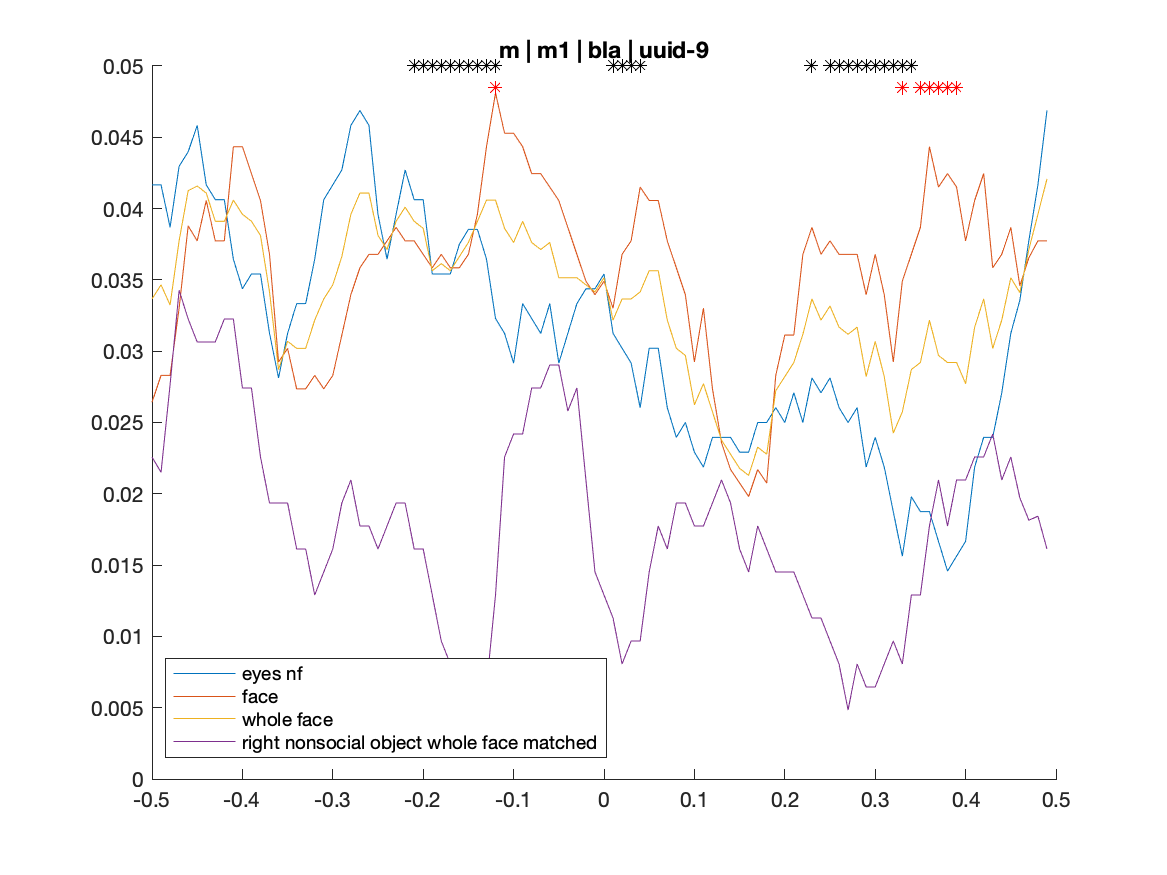 m | m1 | bla | uuid-9
0.05
0.045
0.04
0.035
0.03
0.025
0.02
0.015
0.01
0.005
0
eyes nf
face
whole face
right nonsocial object whole face matched
-0.5 -0.4 -0.3 -0.2 -0.1 0 0.1 0.2 0.3 0.4 0.5